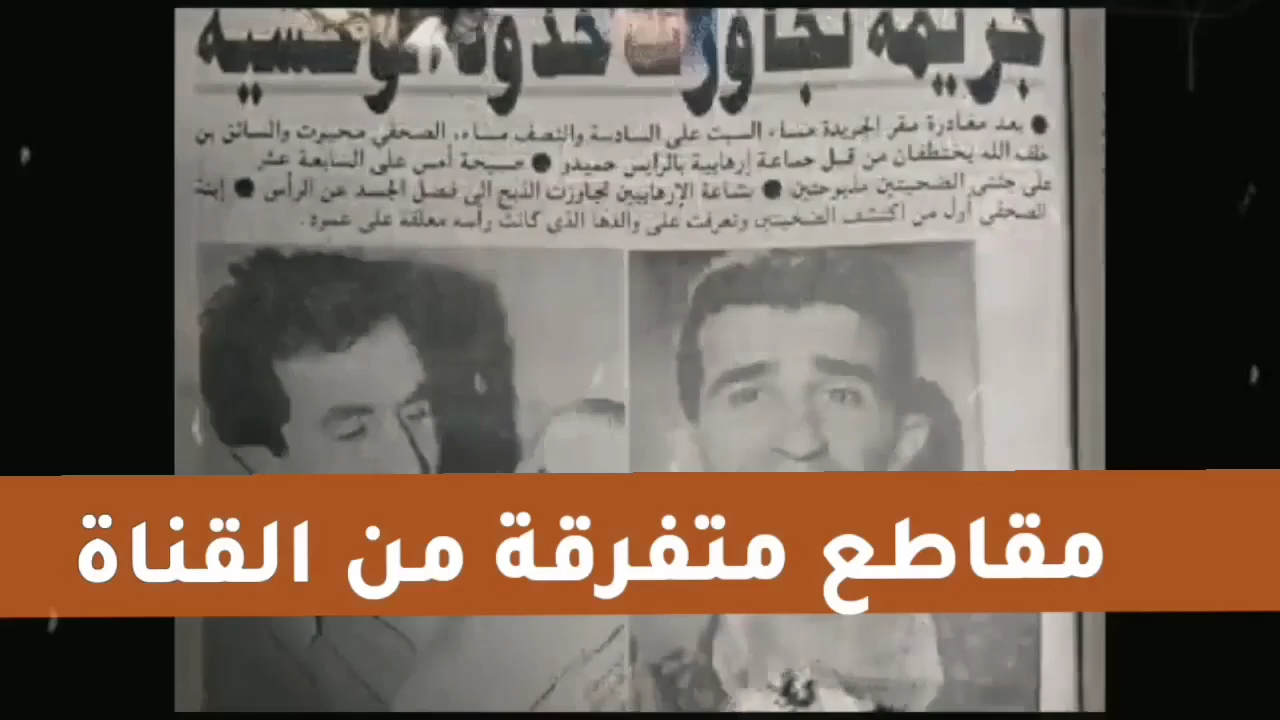 جريمة تجاوزت حدود الوحشية
● بعد مغادرة مقر الجريدة مساء السبت على السادسة والنصف مساء، الصحفي محبوت والسائق بن
خلف الله يختطفان من قبل جماعة إرهابية بالرايس حميدو ● صبيحة أمس على السابعة عشر
على جثتي الضحيتين مذبوحتين ● بشاعة الإرهابيين تجاوزت الذبح الى فصل الجسد عن الرأس ● إبنة
الصحفي أول من اكتشف الضحيتين وتعرفت على والدها الذي كانت رأسه معلقة على عمود.
مقاطع متفرقة من القناة